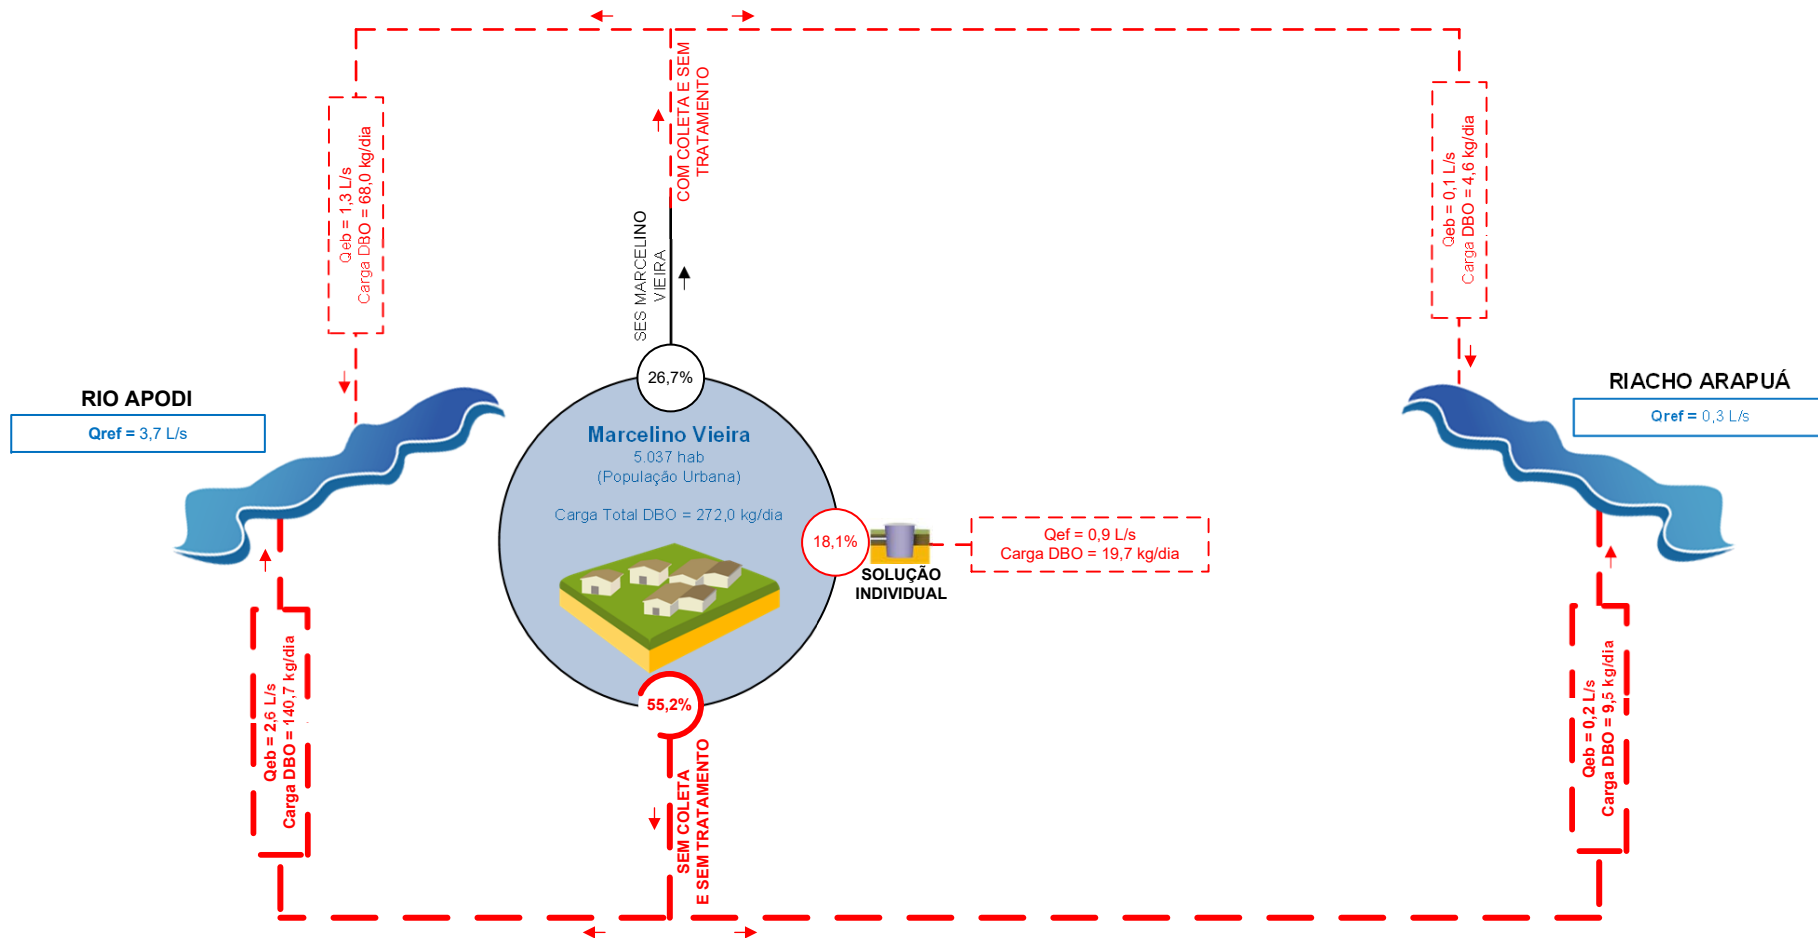 COM COLETA E SEM
TRATAMENTO
Qeb = 1,3 L/s
Carga DBO = 68,0 kg/dia
Qeb = 0,1 L/s
Carga DBO = 4,6 kg/dia
SES MARCELINO
VIEIRA
RIO APODI
Qref = 3,7 L/s
26,7%
RIACHO ARAPUÁ
Qref = 0,3 L/s
Marcelino Vieira
5.037 hab
(População Urbana)
Carga Total DBO = 272,0 kg/dia
18,1%
SOLUÇÃO
INDIVIDUAL
Qef = 0,9 L/s
Carga DBO = 19,7 kg/dia
55,2%
Qeb = 2,6 L/s
Carga DBO = 140,7 kg/dia
SEM COLETA
E SEM TRATAMENTO
Qeb = 0,2 L/s
Carga DBO = 9,5 kg/dia